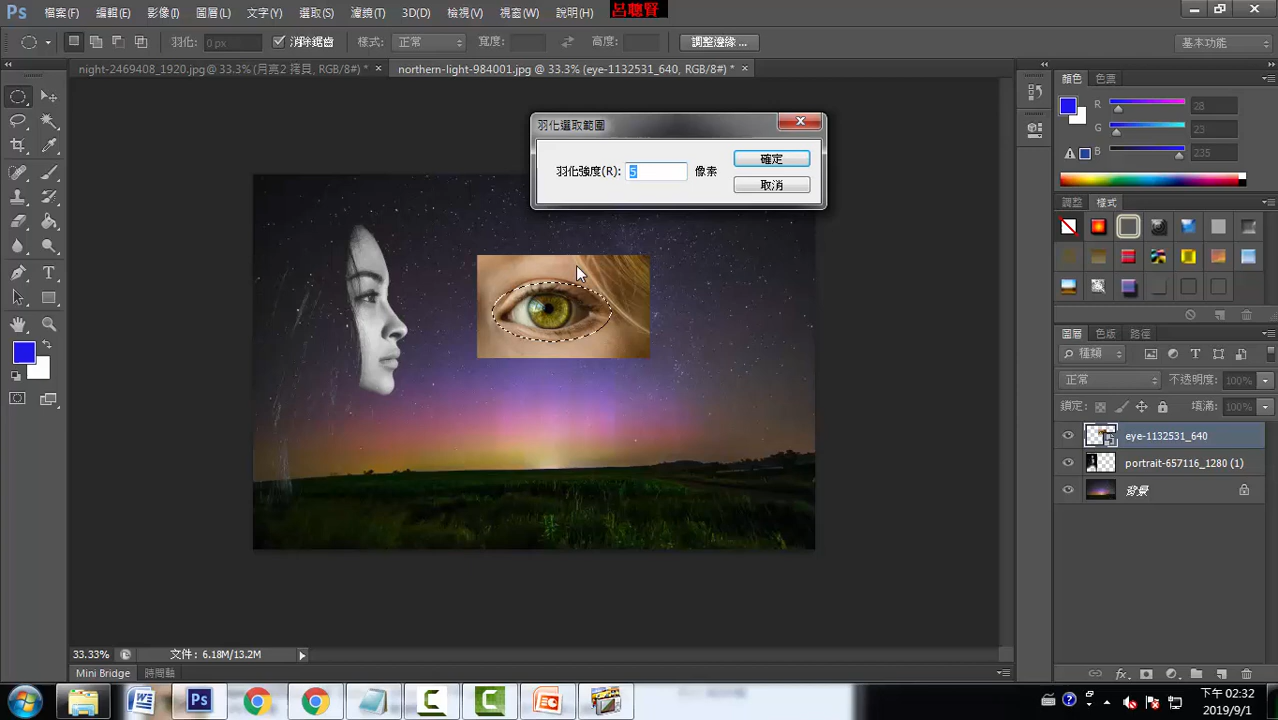 Ps 檔案(F) 編輯(E) 影像(I) 圖層(L) 文字(Y) 選取(S) 濾鏡(T) 3D(D) 檢視(V) 視窗(W) 說明(H) 呂聰賢
羽化: 0 px 消除鋸齒 樣式: 正常 寬度: 高度: 調整邊緣... 基本功能
night-2469408_1920.jpg @ 33.3% (月亮2 拷貝, RGB/8#) * × northern-light-984001.jpg @ 33.3% (eye-1132531_640, RGB/8#) * ×
顏色 色票
R 28
G 23
B 235
羽化選取範圍
羽化強度(R): 5 像素
確定
取消
調整 樣式
圖層 色版 路徑
種類
正常 不透明度: 100%
鎖定: 填滿: 100%
eye-1132531_640
portrait-657116_1280 (1)
背景
33.33% 文件: 6.18M/13.2M
Mini Bridge 時間軸
下午 02:32
2019/9/1